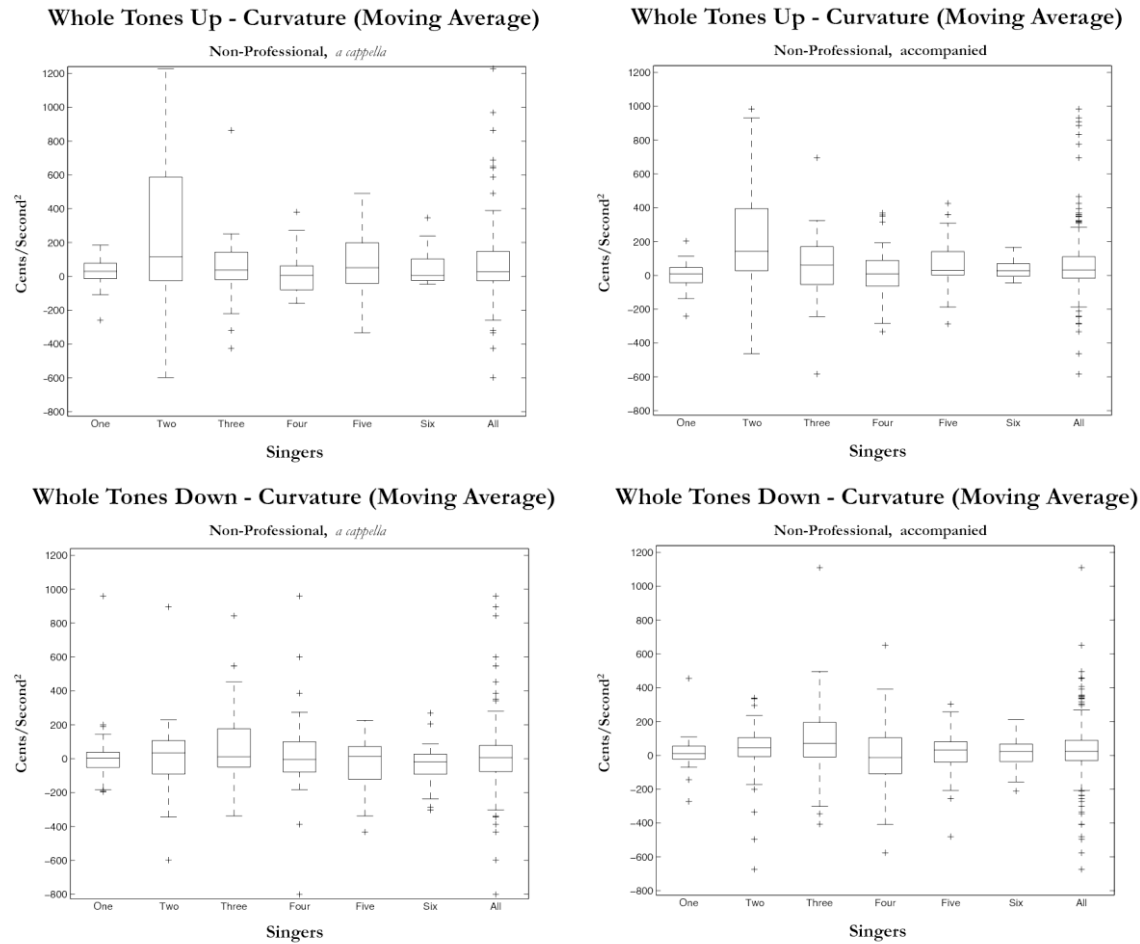 Whole Tones Up - Curvature (Moving Average)
Non-Professional, a cappella
Cents/Second²
1200
1000
800
600
400
200
0
−200
−400
−600
−800
One Two Three Four Five Six All
Singers
Whole Tones Up - Curvature (Moving Average)
Non-Professional, accompanied
Cents/Second²
1200
1000
800
600
400
200
0
−200
−400
−600
−800
One Two Three Four Five Six All
Singers
Whole Tones Down - Curvature (Moving Average)
Non-Professional, a cappella
Cents/Second²
1200
1000
800
600
400
200
0
−200
−400
−600
−800
One Two Three Four Five Six All
Singers
Whole Tones Down - Curvature (Moving Average)
Non-Professional, accompanied
Cents/Second²
1200
1000
800
600
400
200
0
−200
−400
−600
−800
One Two Three Four Five Six All
Singers